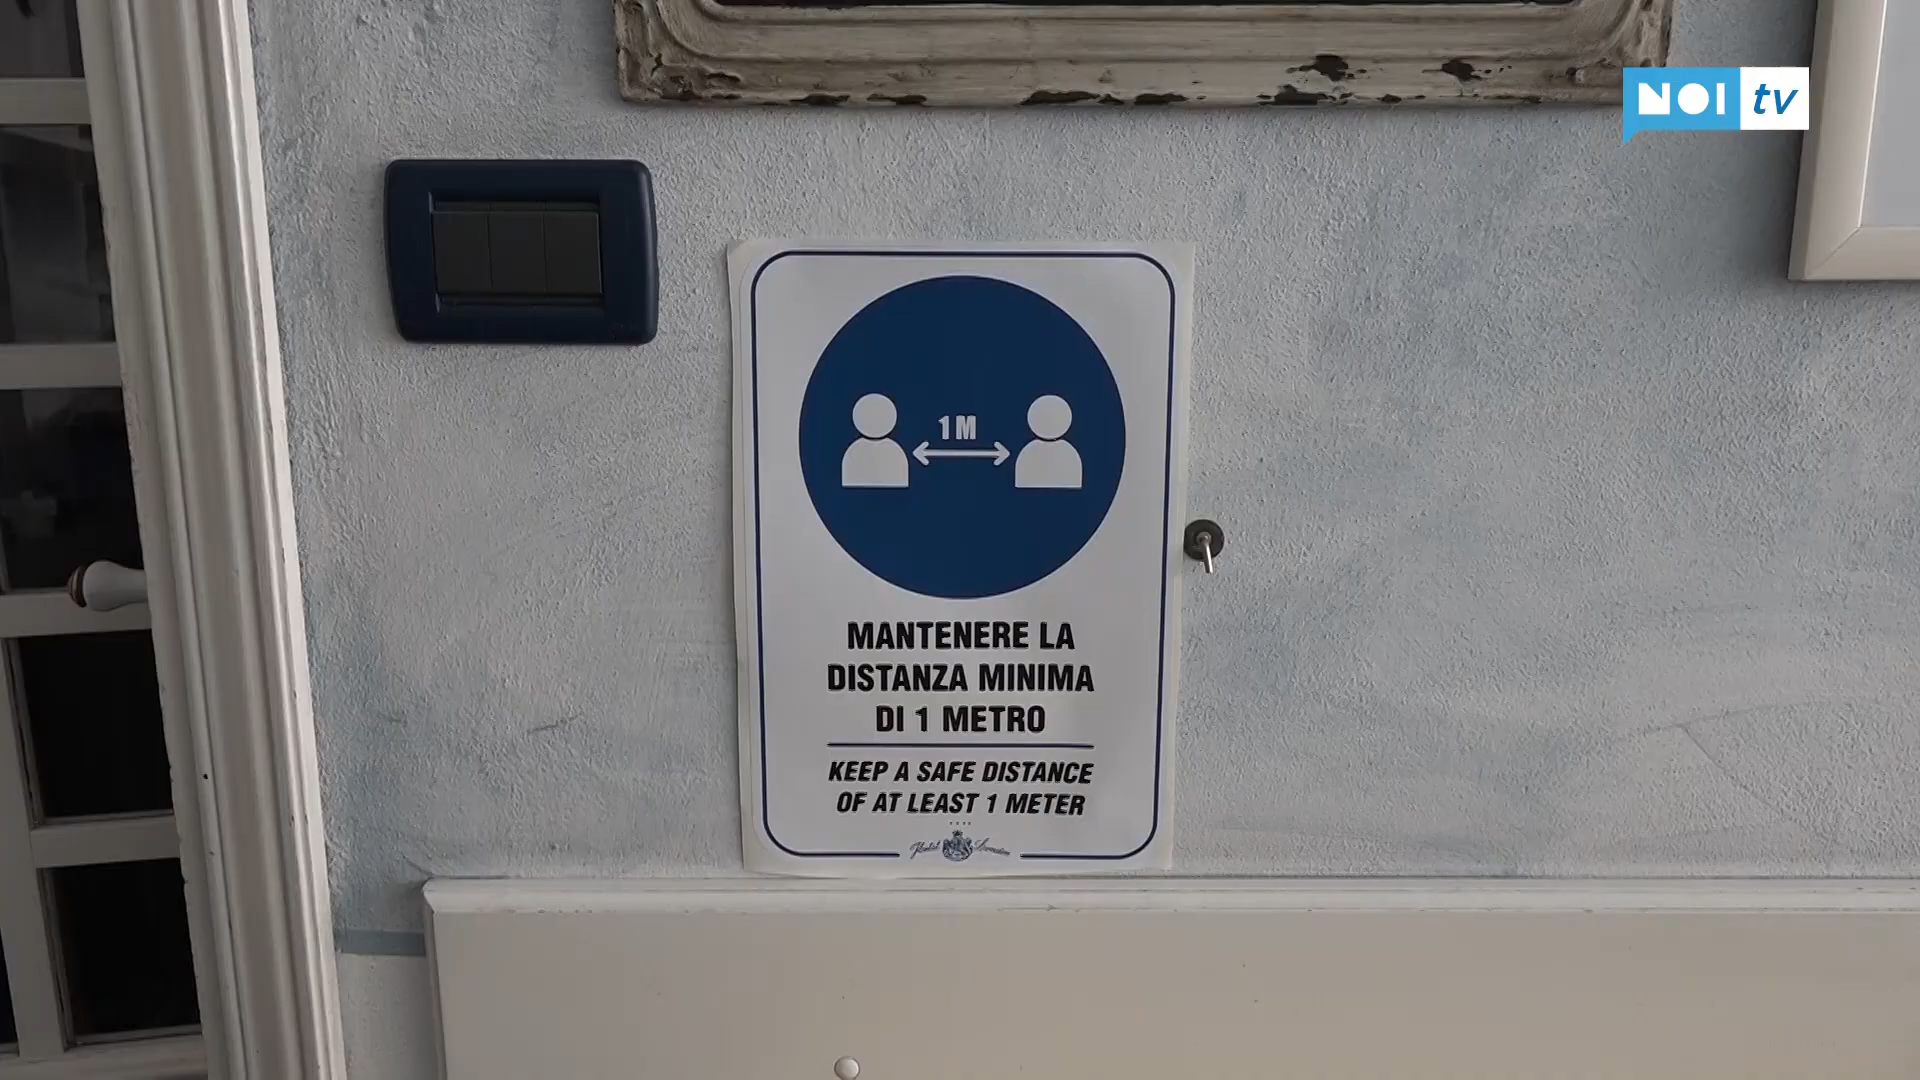 NOI tv
1 M
MANTENERE LA
DISTANZA MINIMA
DI 1 METRO
KEEP A SAFE DISTANCE
OF AT LEAST 1 METER